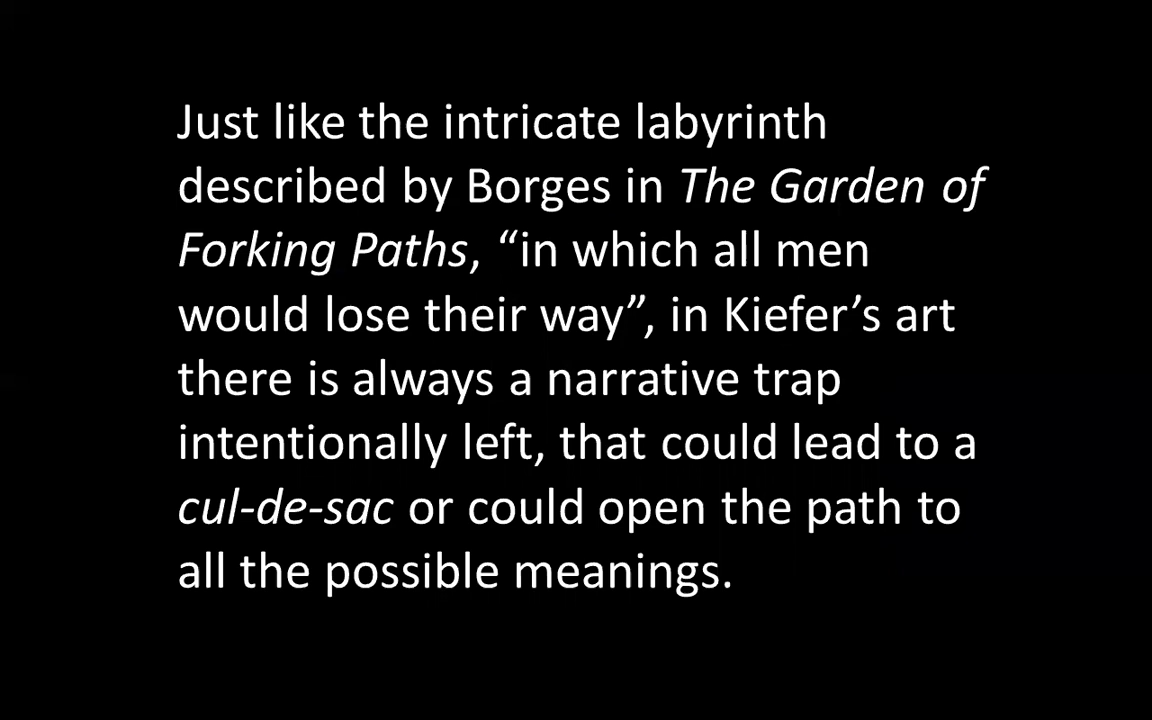 Just like the intricate labyrinth
described by Borges in The Garden of
Forking Paths, “in which all men
would lose their way”, in Kiefer’s art
there is always a narrative trap
intentionally left, that could lead to a
cul-de-sac or could open the path to
all the possible meanings.